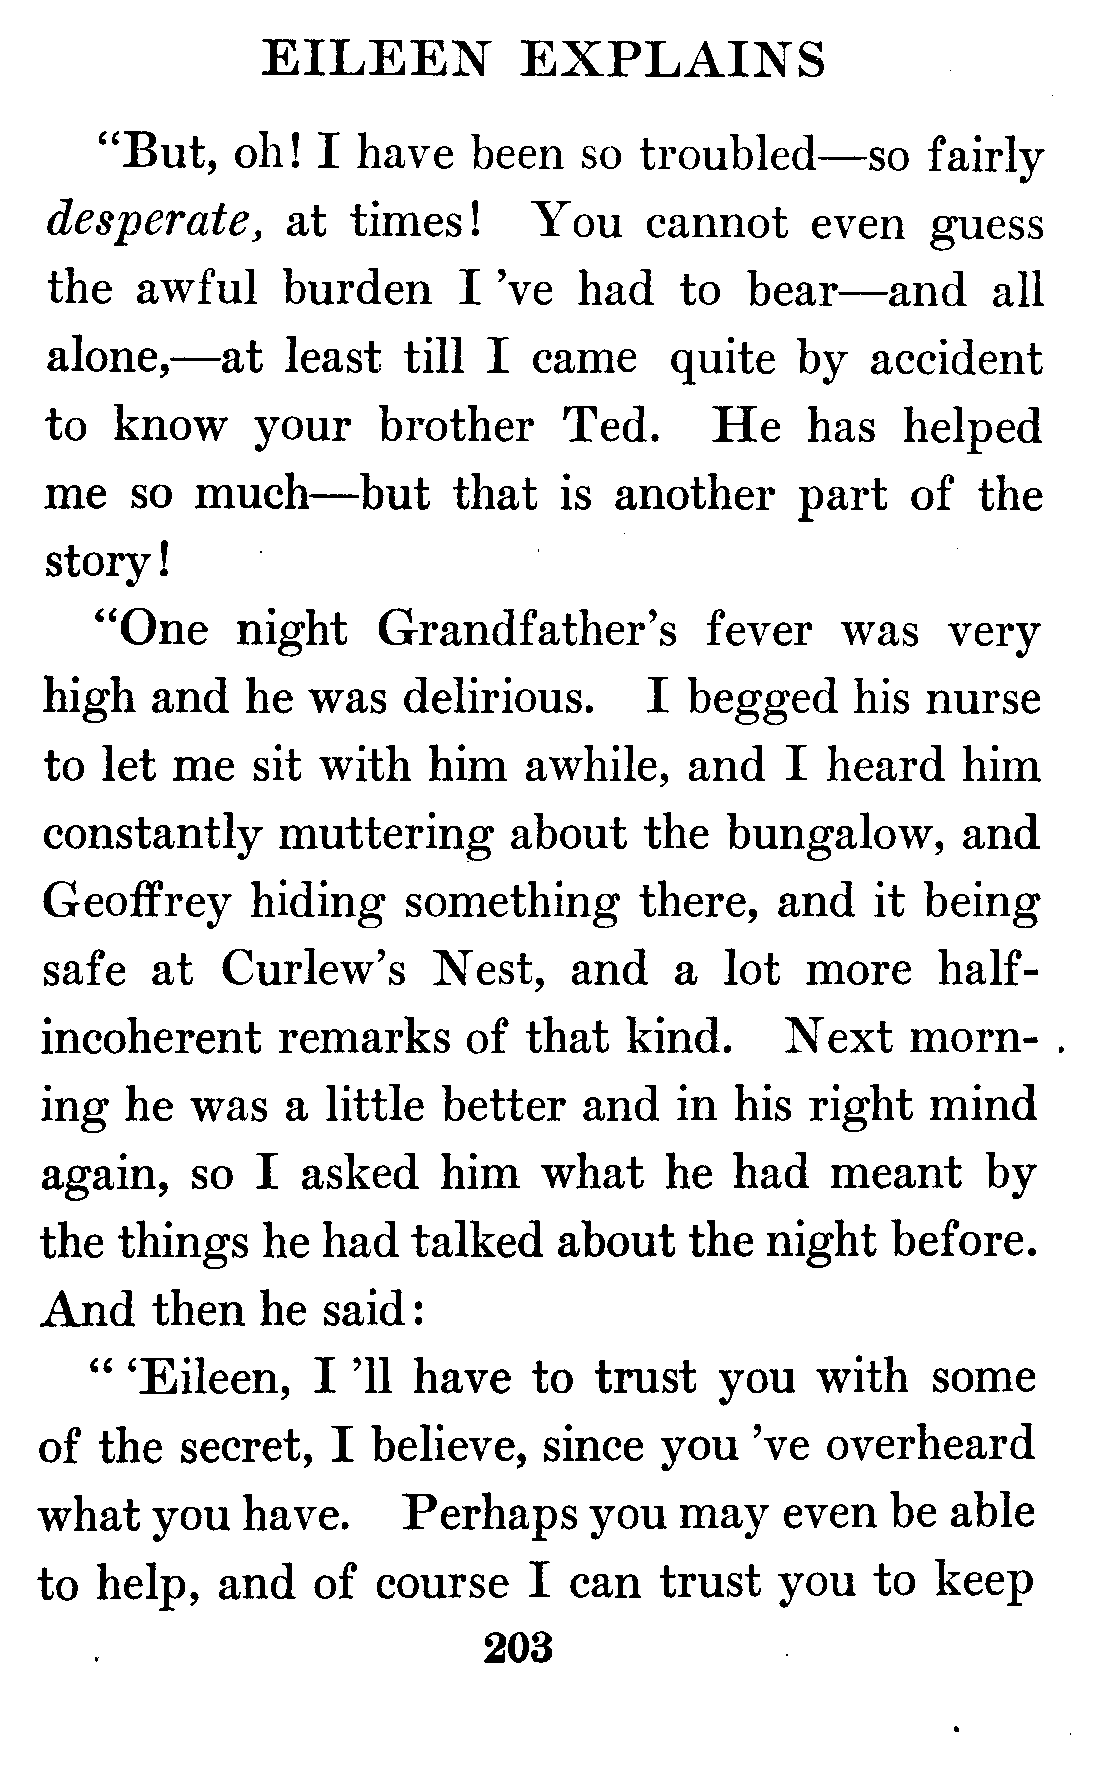 EILEEN EXPLAINS
“But, oh! I have been so troubled—so fairly
desperate, at times! You cannot even guess
the awful burden I 've had to bear—and all
alone,—at least till I came quite by accident
to know your brother Ted. He has helped
me so much—but that is another part of the
story!
“One night Grandfather's fever was very
high and he was delirious. I begged his nurse
to let me sit with him awhile, and I heard him
constantly muttering about the bungalow, and
Geoffrey hiding something there, and it being
safe at Curlew's Nest, and a lot more half-
incoherent remarks of that kind. Next morn-
ing he was a little better and in his right mind
again, so I asked him what he had meant by
the things he had talked about the night before.
And then he said:
“ ‘Eileen, I 'll have to trust you with some
of the secret, I believe, since you 've overheard
what you have. Perhaps you may even be able
to help, and of course I can trust you to keep
203